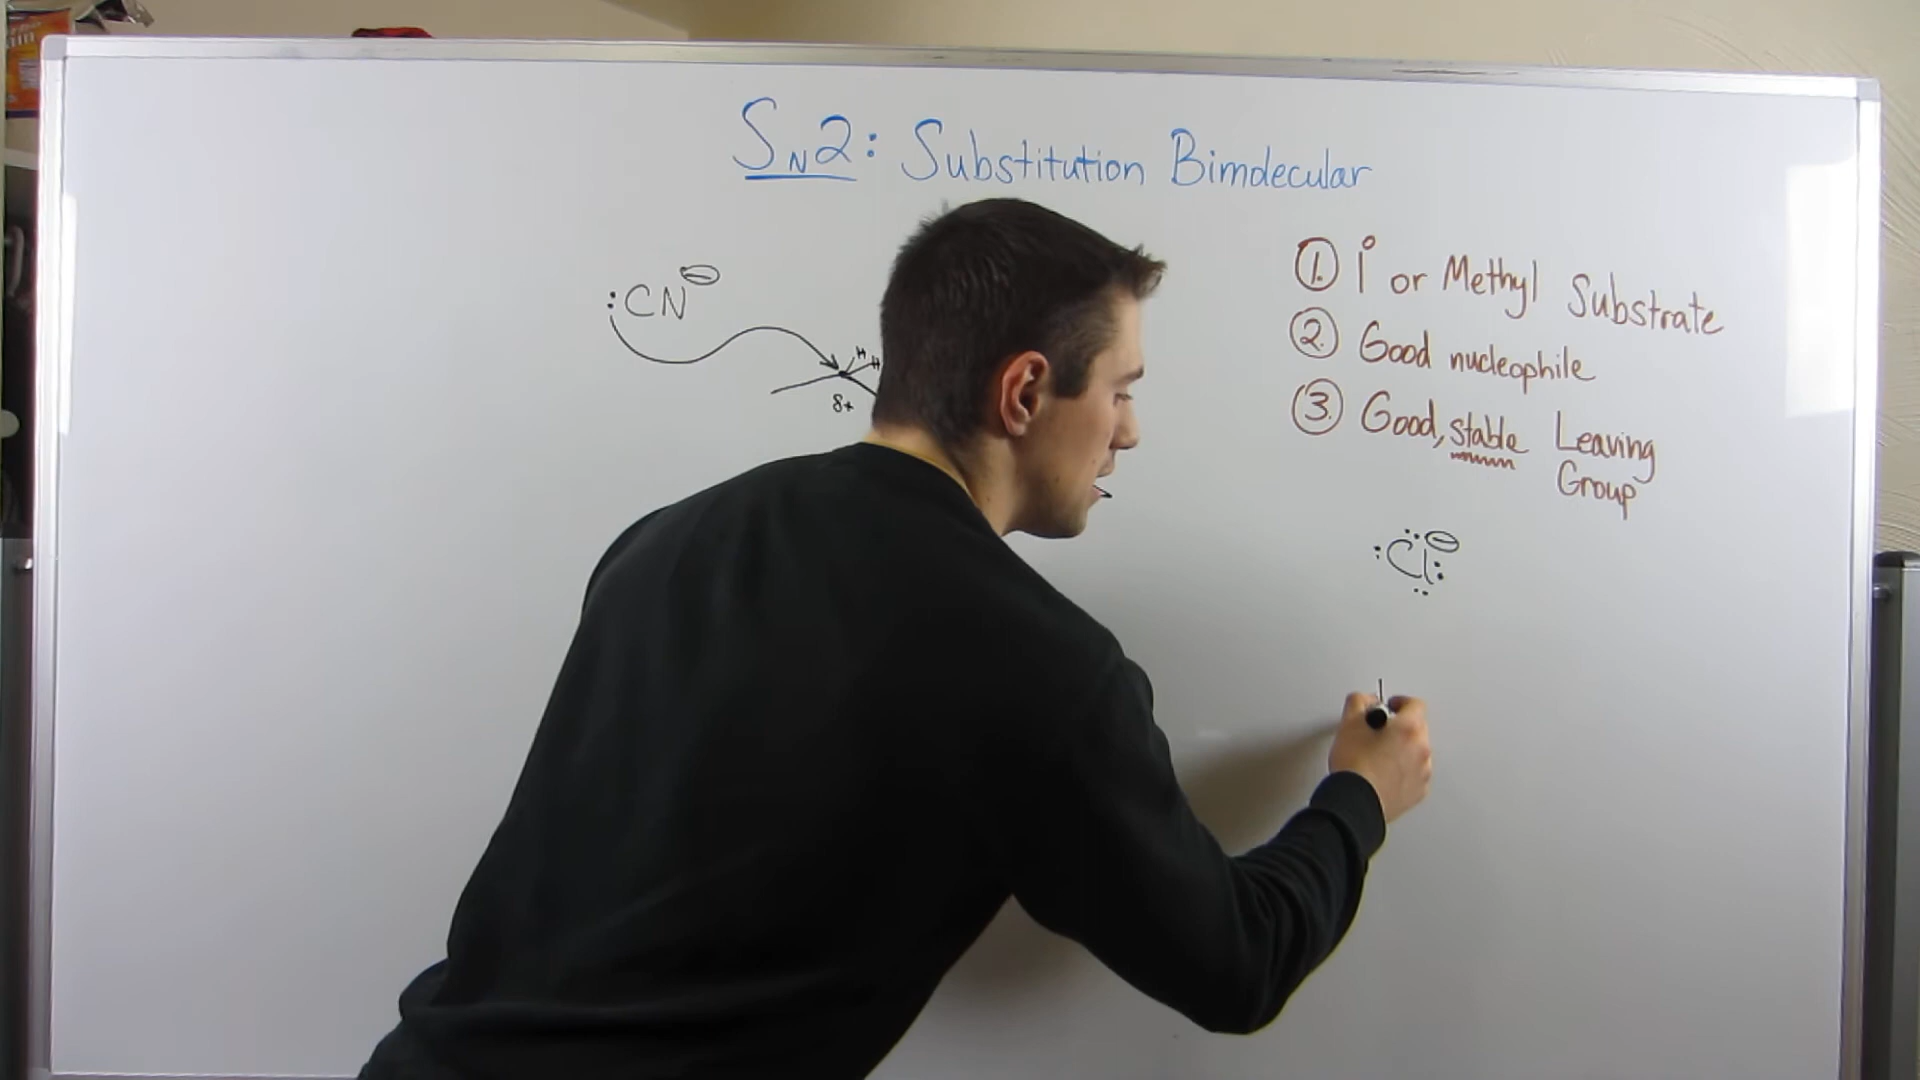 SN2: Substitution Bimolecular
:CN⊖
H H
δ+
1. 1° or Methyl Substrate
2. Good nucleophile
3. Good, stable Leaving
Group
:Cl:⊖